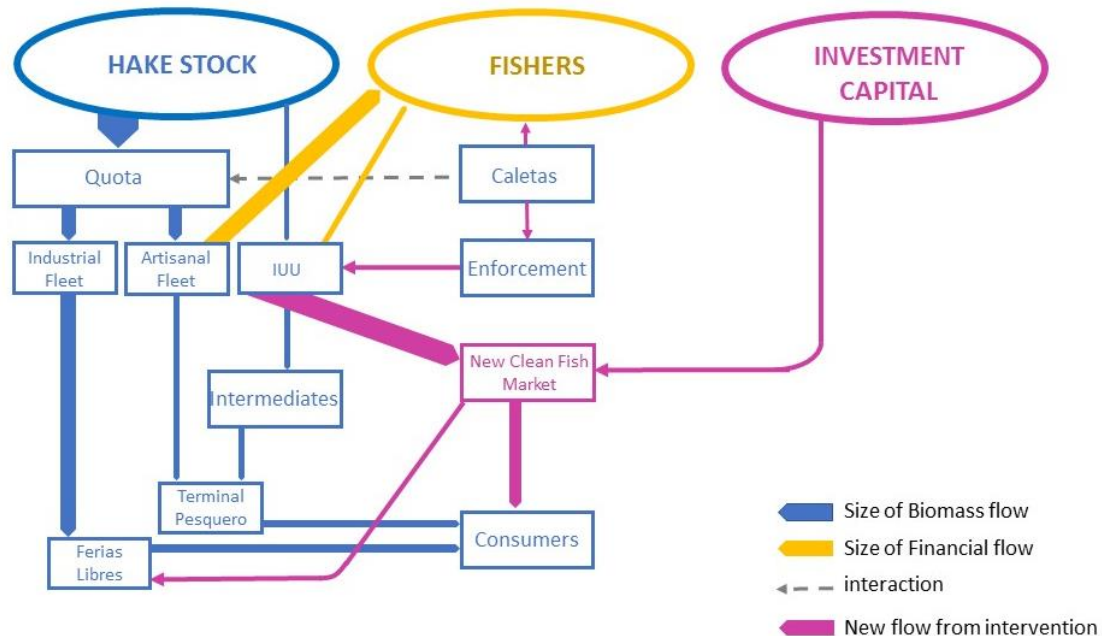 HAKE STOCK
FISHERS
INVESTMENT
CAPITAL
Quota
Caletas
Industrial
Fleet
Artisanal
Fleet
IUU
Enforcement
New Clean Fish
Market
Intermediates
Terminal
Pesquero
Consumers
Ferias
Libres
Size of Biomass flow
Size of Financial flow
interaction
New flow from intervention